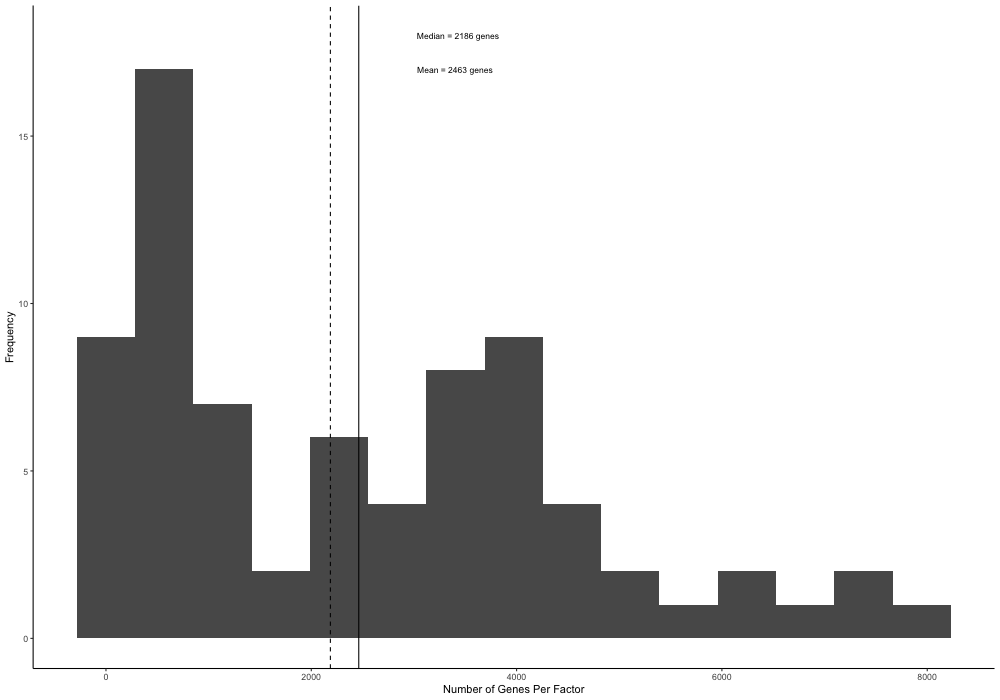 Median = 2186 genes
Mean = 2463 genes
15
10
5
0
Frequency
0 2000 4000 6000 8000
Number of Genes Per Factor